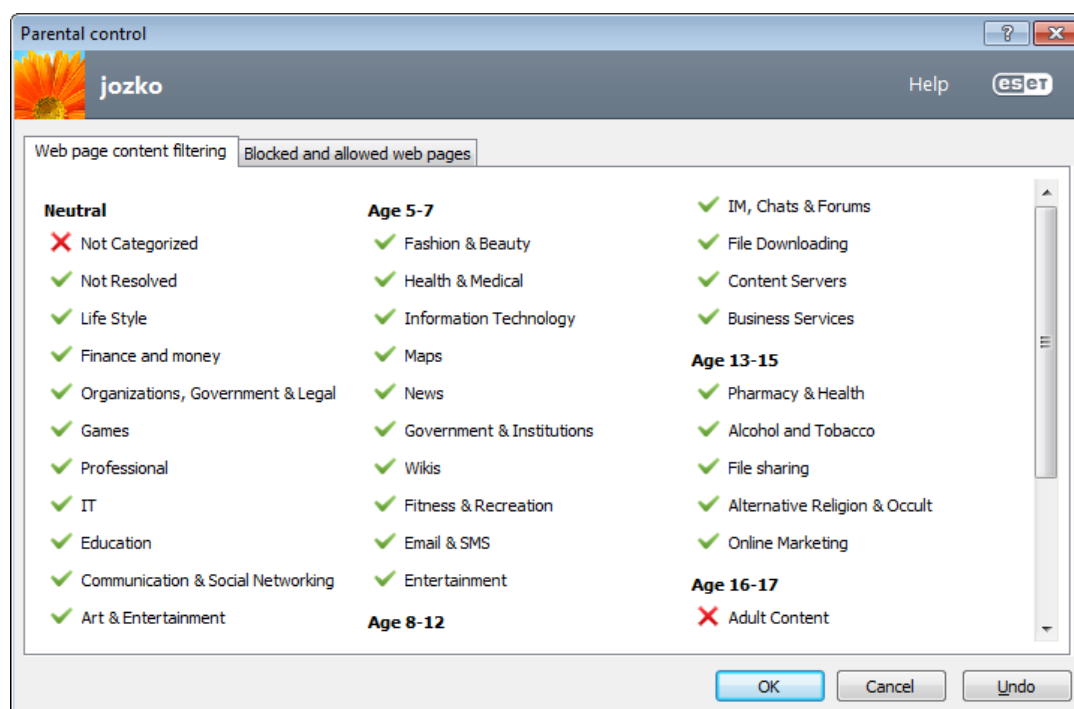 Parental control
jozko
Help
eset
Web page content filtering
Blocked and allowed web pages
Neutral
Not Categorized
Not Resolved
Life Style
Finance and money
Organizations, Government & Legal
Games
Professional
IT
Education
Communication & Social Networking
Art & Entertainment
Age 5-7
Fashion & Beauty
Health & Medical
Information Technology
Maps
News
Government & Institutions
Wikis
Fitness & Recreation
Email & SMS
Entertainment
Age 8-12
IM, Chats & Forums
File Downloading
Content Servers
Business Services
Age 13-15
Pharmacy & Health
Alcohol and Tobacco
File sharing
Alternative Religion & Occult
Online Marketing
Age 16-17
Adult Content
OK
Cancel
Undo